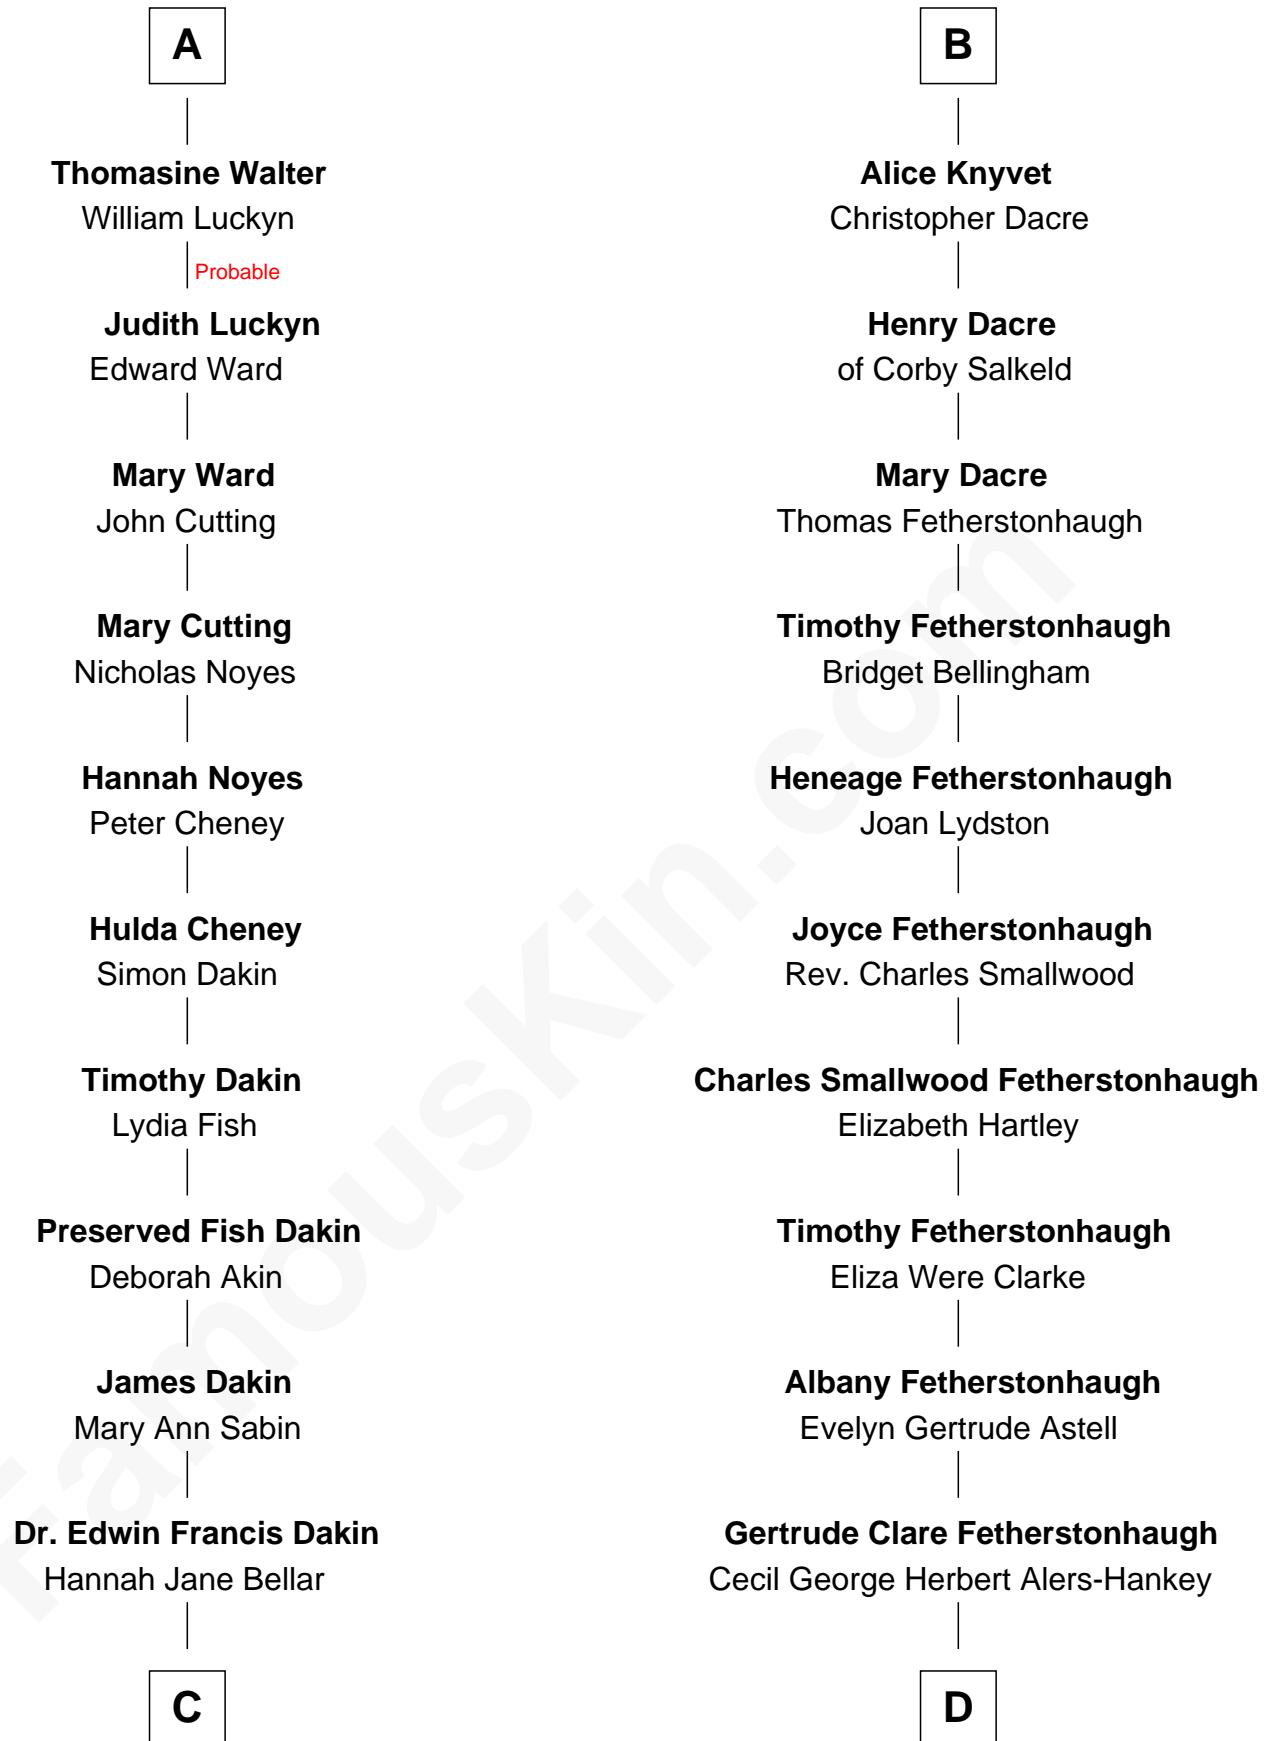 A
Thomasine Walter
William Luckyn
Probable
Judith Luckyn
Edward Ward
Mary Ward
John Cutting
Mary Cutting
Nicholas Noyes
Hannah Noyes
Peter Cheney
Hulda Cheney
Simon Dakin
Timothy Dakin
Lydia Fish
Preserved Fish Dakin
Deborah Akin
James Dakin
Mary Ann Sabin
Dr. Edwin Francis Dakin
Hannah Jane Bellar
C
B
Alice Knyvet
Christopher Dacre
Henry Dacre
of Corby Salkeld
Mary Dacre
Thomas Fetherstonhaugh
Timothy Fetherstonhaugh
Bridget Bellingham
Heneage Fetherstonhaugh
Joan Lydston
Joyce Fetherstonhaugh
Rev. Charles Smallwood
Charles Smallwood Fetherstonhaugh
Elizabeth Hartley
Timothy Fetherstonhaugh
Eliza Were Clarke
Albany Fetherstonhaugh
Evelyn Gertrude Astell
Gertrude Clare Fetherstonhaugh
Cecil George Herbert Alers-Hankey
D
FamousKin.com